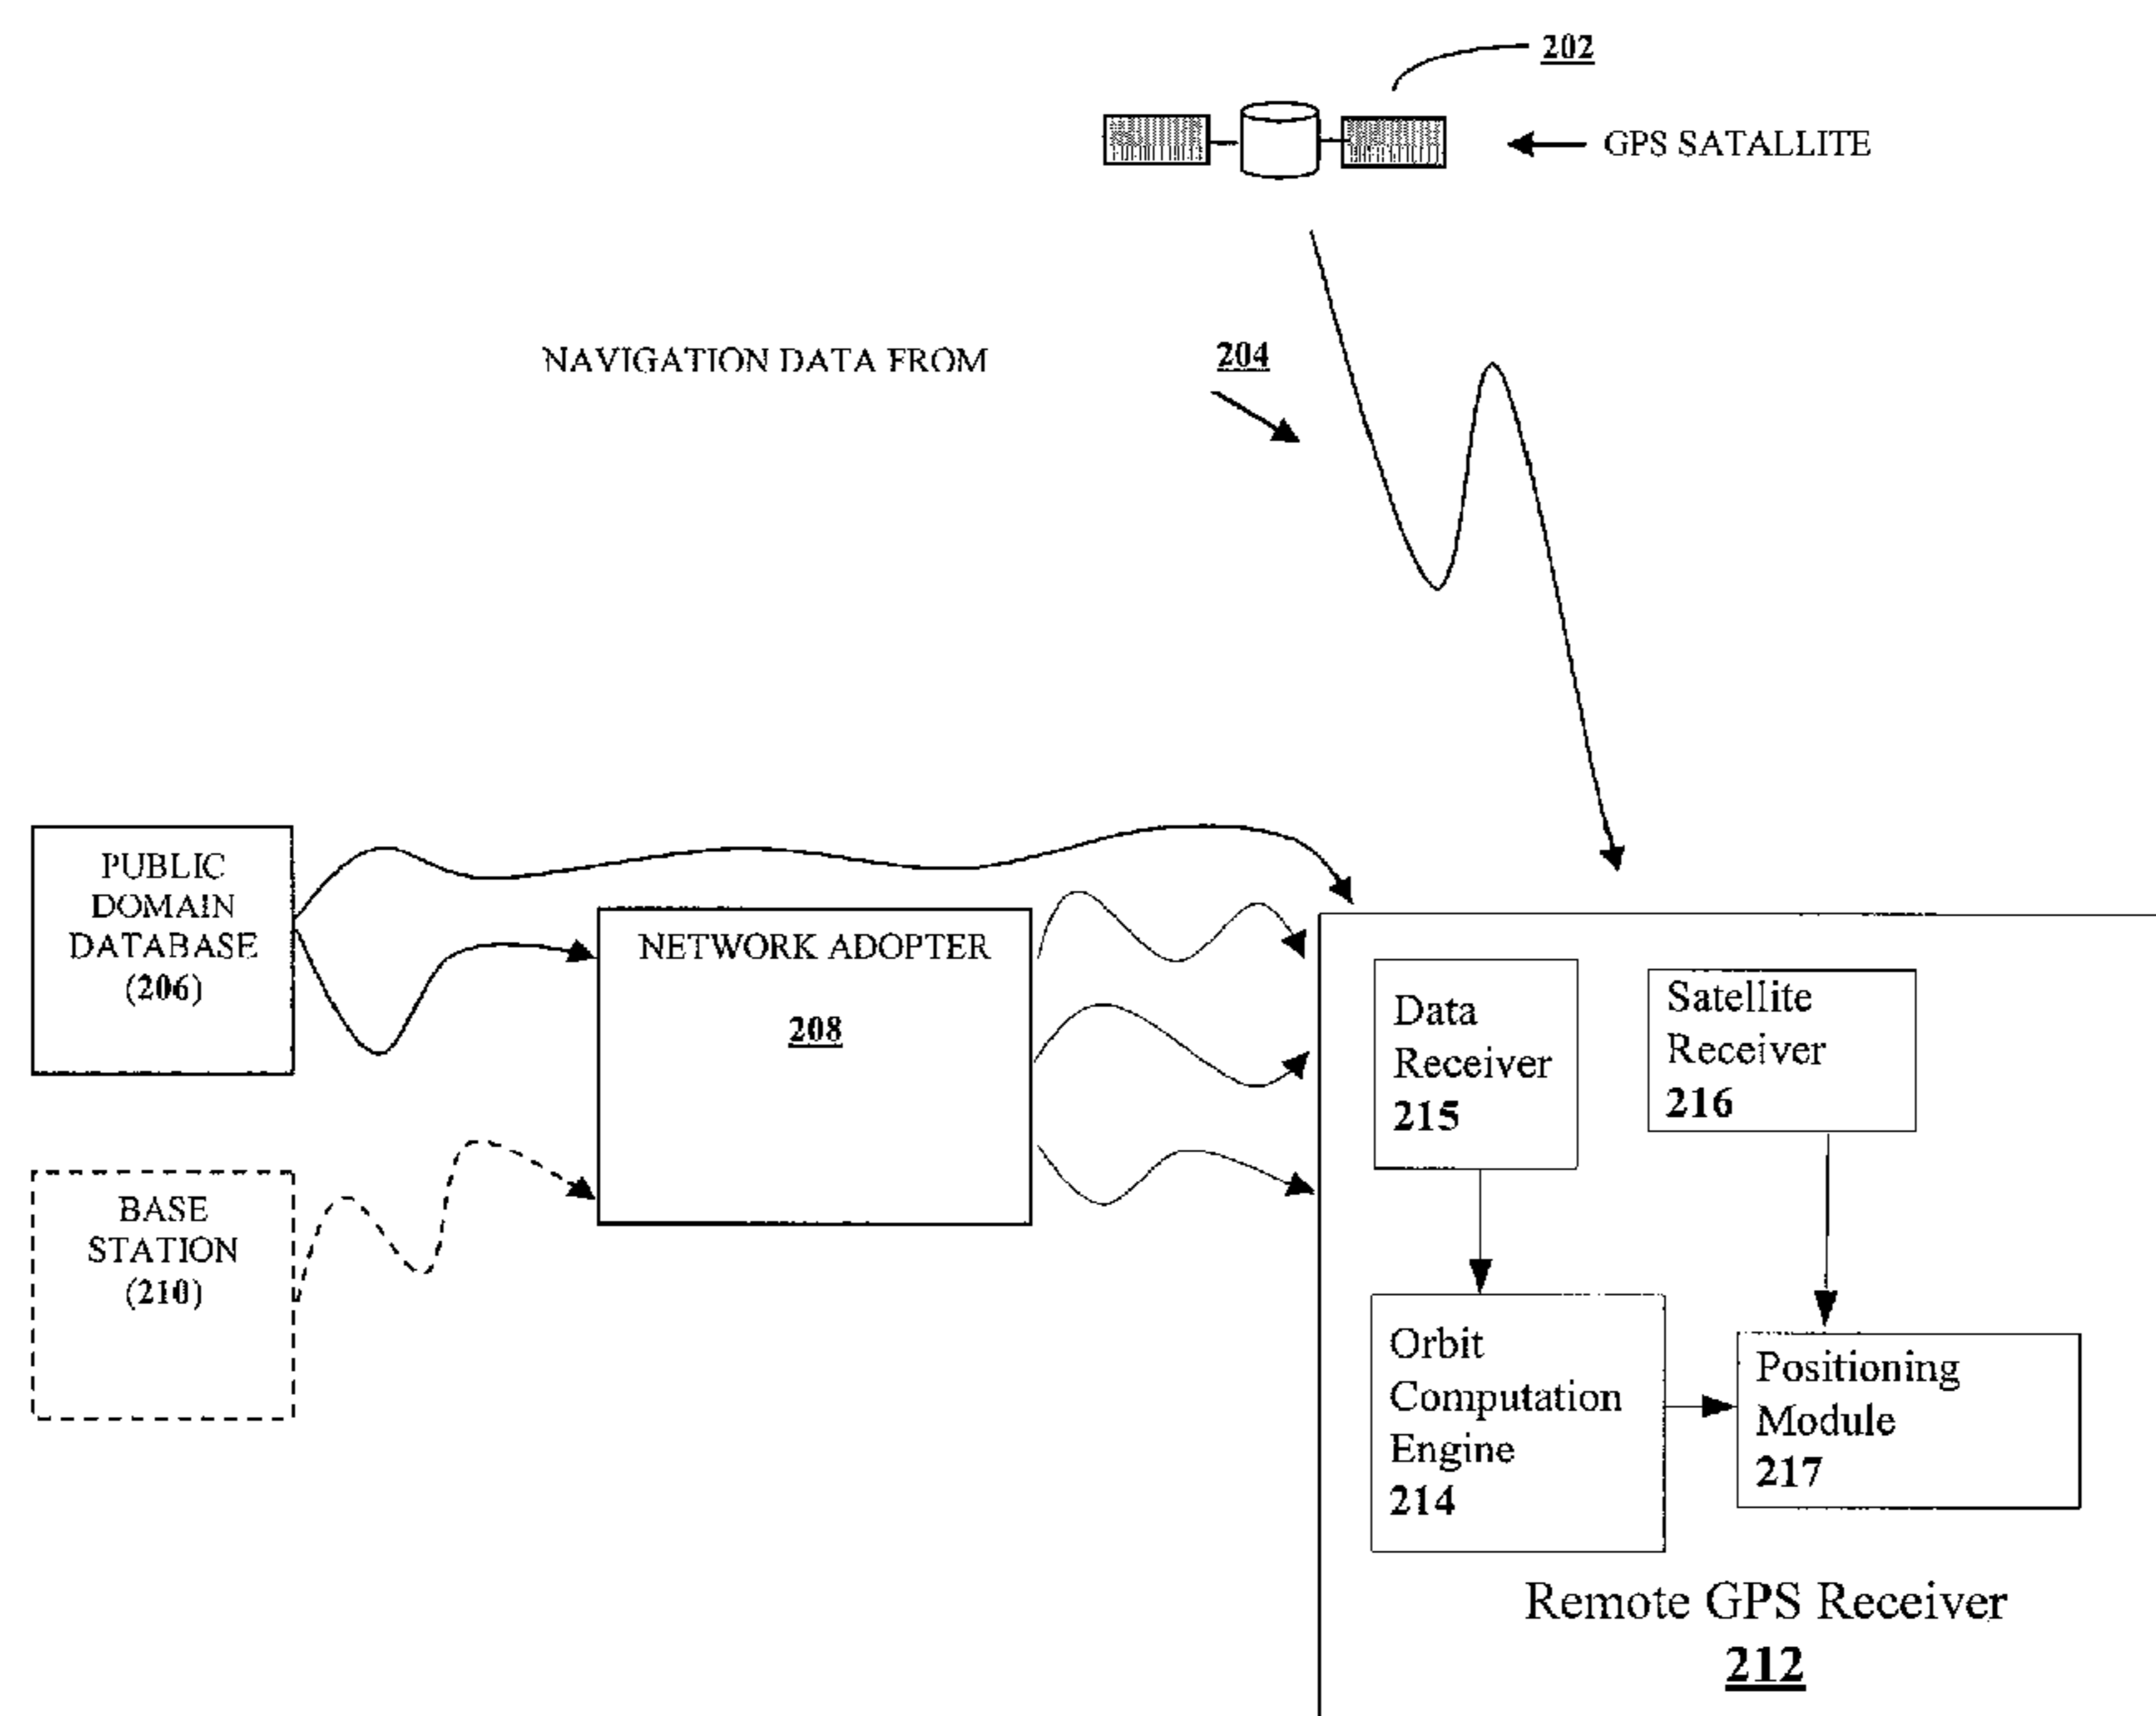 202
GPS SATALLITE
NAVIGATION DATA FROM
204
PUBLIC
DOMAIN
DATABASE
(206)
NETWORK ADOPTER
208
BASE
STATION
(210)
Data
Receiver
215
Satellite
Receiver
216
Orbit
Computation
Engine
214
Positioning
Module
217
Remote GPS Receiver
212